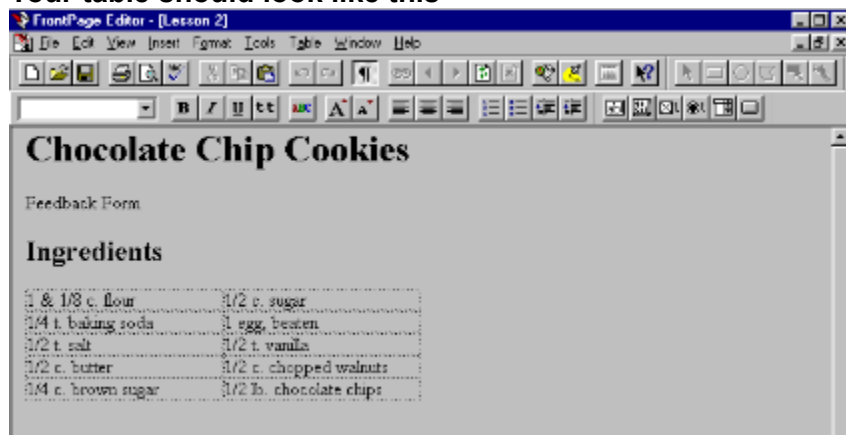 Your table should look like this
FrontPage Editor - [Lesson 2]
File Edit View Insert Format Tools Table Window Help
Chocolate Chip Cookies
Feedback Form
Ingredients
1 & 1/8 c. flour 1/2 c. sugar
1/4 t. baking soda 1 egg, beaten
1/2 t. salt 1/2 t. vanilla
1/2 c. butter 1/2 c. chopped walnuts
1/4 c. brown sugar 1/2 lb. chocolate chips